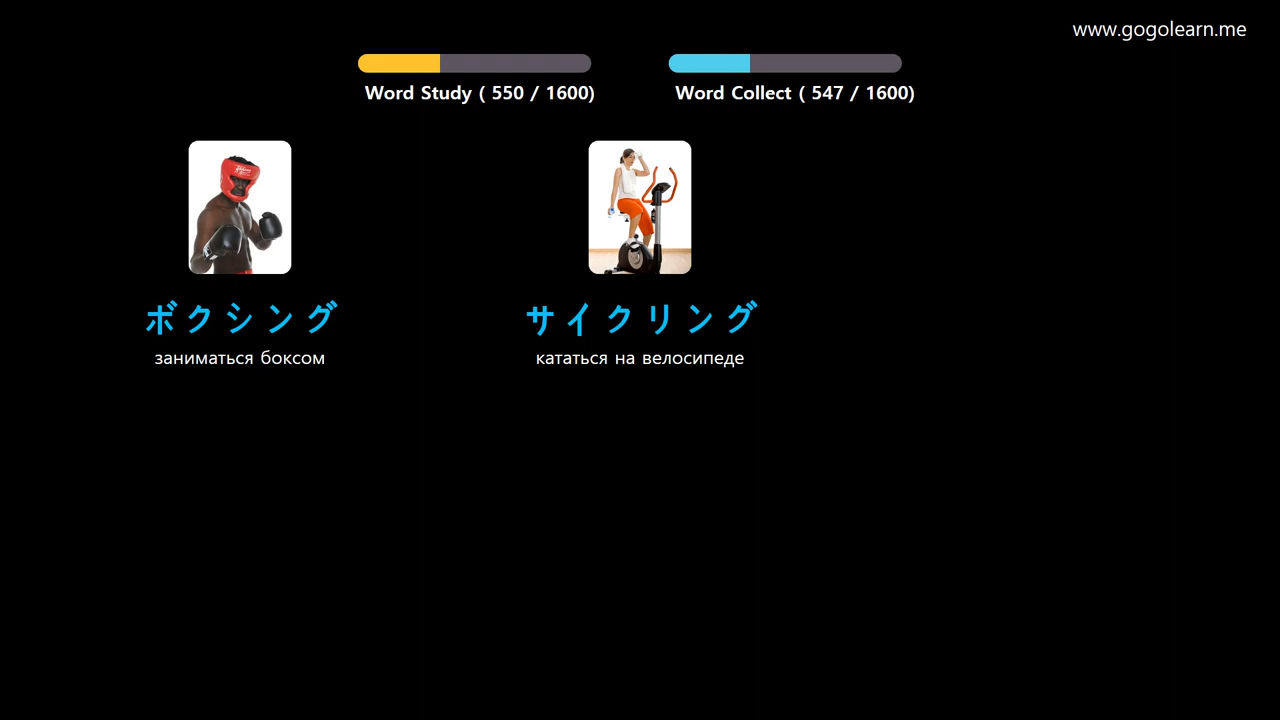 www.gogolearn.me
Word Study ( 550 / 1600)
Word Collect ( 547 / 1600)
ボクシング
サイクリング
заниматься боксом
кататься на велосипеде